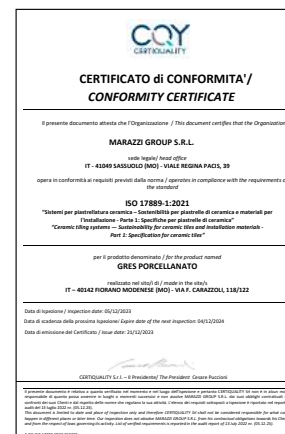 CQY
CERTIQUALITY
CERTIFICATO di CONFORMITA'/
CONFORMITY CERTIFICATE
Il presente documento attesta che l'Organizzazione / This document certifies that the Organization
MARAZZI GROUP S.R.L.
sede legale/ head office
IT - 41049 SASSUOLO (MO) - VIALE REGINA PACIS, 39
opera in conformità ai requisiti previsti dalla norma / operates in compliance with the requirements of
the standard
ISO 17889-1:2021
"Sistemi per piastrellatura ceramica – Sostenibilità per piastrelle di ceramica e materiali per
l'installazione - Parte 1: Specifiche per piastrelle di ceramica"
"Ceramic tiling systems — Sustainability for ceramic tiles and installation materials -
Part 1: Specification for ceramic tiles"
per il prodotto denominato / for the product named
GRES PORCELLANATO
realizzato nel sito/i di / made in the site/s
IT – 40142 FIORANO MODENESE (MO) - VIA F. CARAZZOLI, 118/122
Data di ispezione / Inspection date: 05/12/2023
Data di scadenza della prossima ispezione/ Expire date of the next inspection: 04/12/2024
Data di emissione del Certificato / Issue date: 21/12/2023
CERTIQUALITY S.r.l. – Il Presidente/ The President: Cesare Puccioni